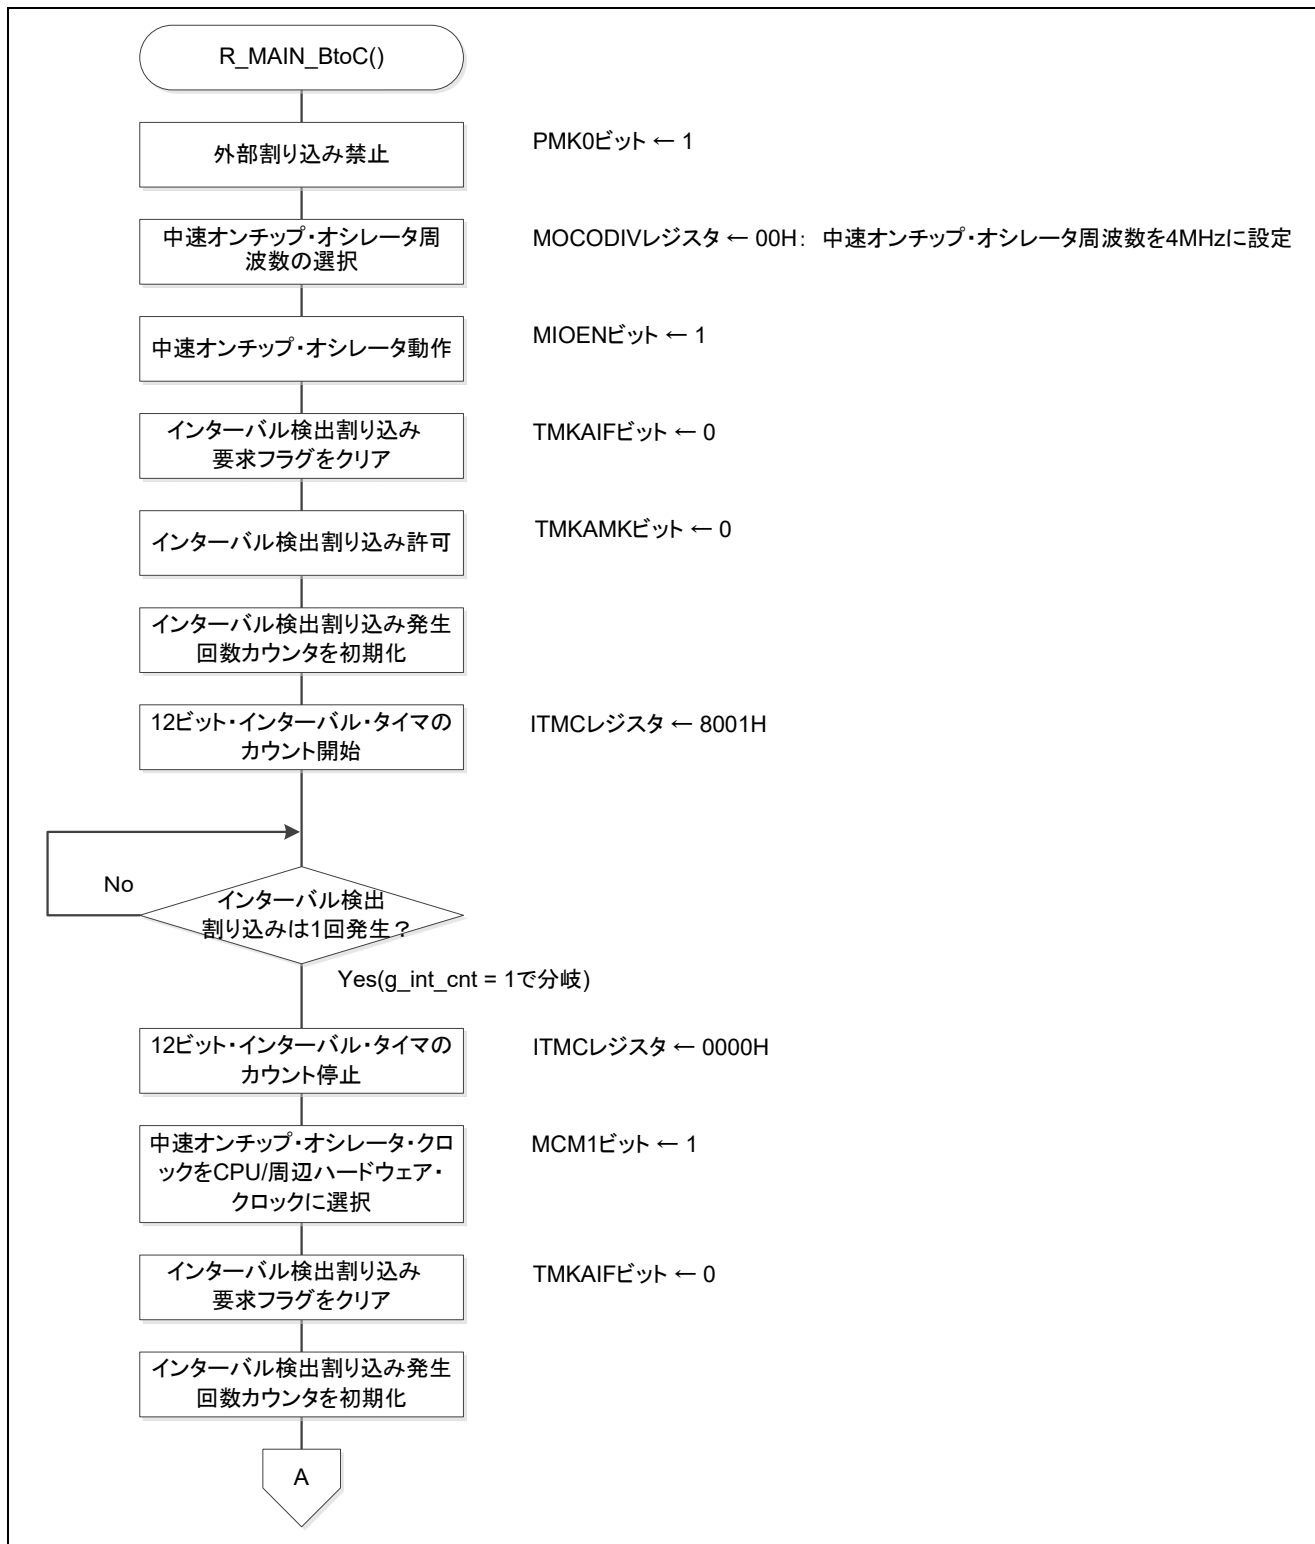 R_MAIN_BtoC()
外部割り込み禁止
PMK0ビット ← 1
中速オンチップ・オシレータ周
波数の選択
MOCODIVレジスタ ← 00H： 中速オンチップ・オシレータ周波数を4MHzに設定
中速オンチップ・オシレータ動作
MIOENビット ← 1
インターバル検出割り込み
要求フラグをクリア
TMKAIFビット ← 0
インターバル検出割り込み許可
TMKAMKビット ← 0
インターバル検出割り込み発生
回数カウンタを初期化
12ビット・インターバル・タイマの
カウント開始
ITMCレジスタ ← 8001H
No
インターバル検出
割り込みは1回発生？
Yes(g_int_cnt = 1で分岐)
12ビット・インターバル・タイマの
カウント停止
ITMCレジスタ ← 0000H
中速オンチップ・オシレータ・クロ
ックをCPU/周辺ハードウェア・
クロックに選択
MCM1ビット ← 1
インターバル検出割り込み
要求フラグをクリア
TMKAIFビット ← 0
インターバル検出割り込み発生
回数カウンタを初期化
A